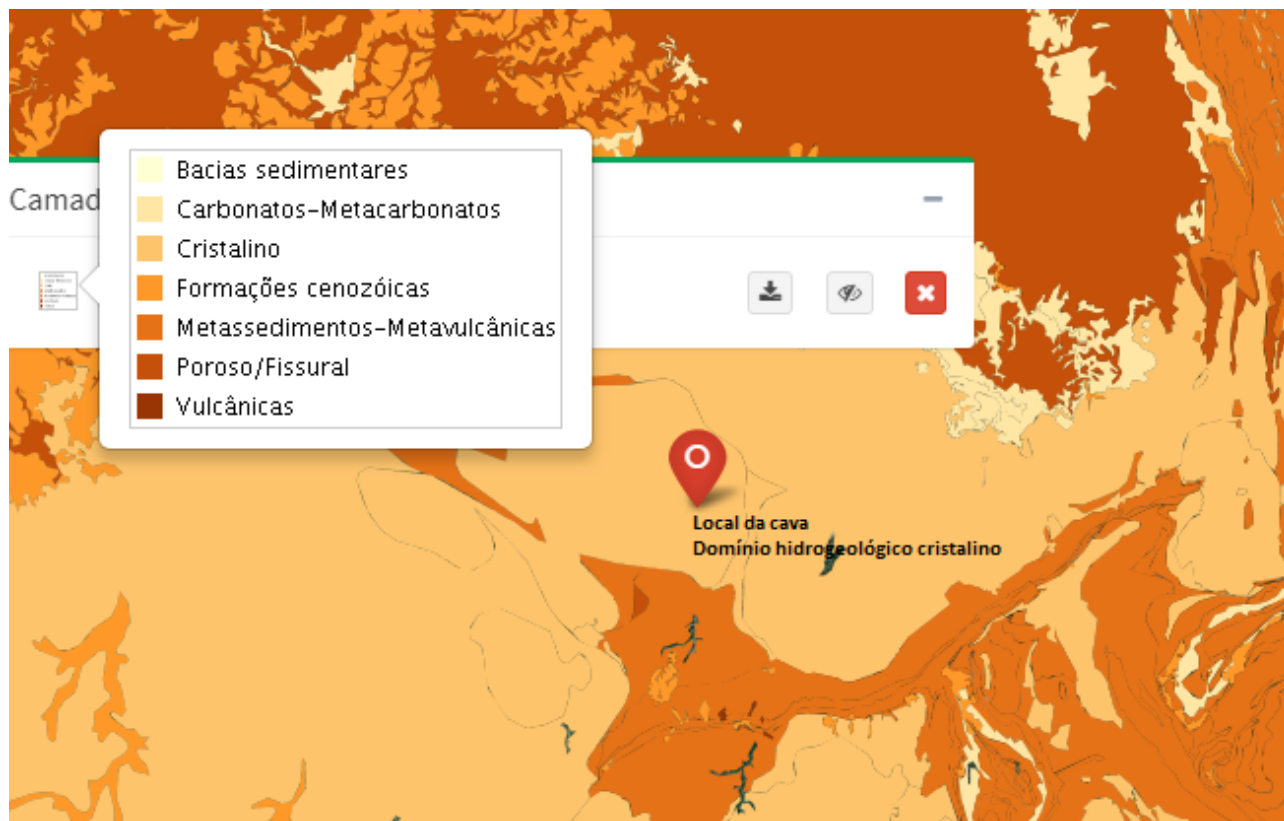 Camad
Bacias sedimentares
Carbonatos-Metacarbonatos
Cristalino
Formações cenozóicas
Metassedimentos-Metavulcânicas
Poroso/Fissural
Vulcânicas
Local da cava
Domínio hidrogeológico cristalino